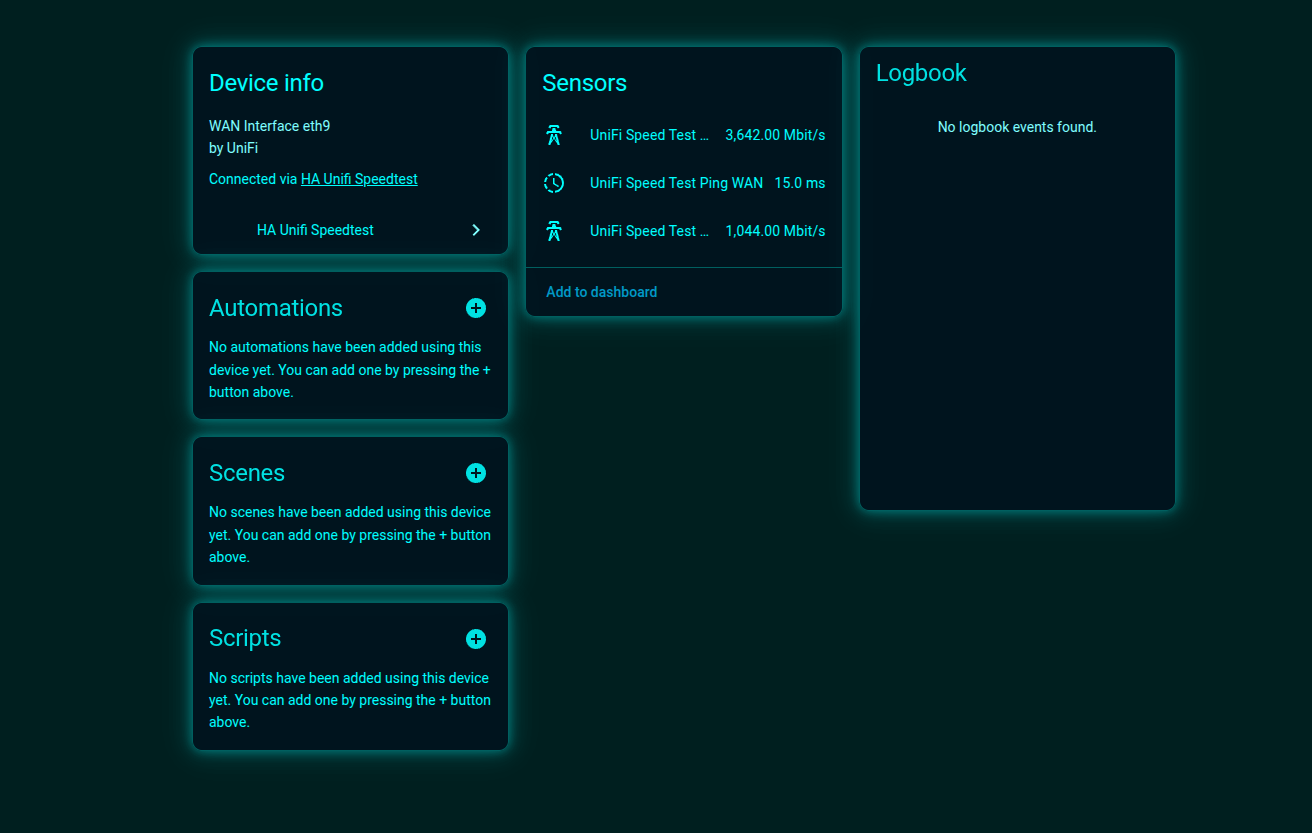 Device info
WAN Interface eth9
by UniFi
Connected via HA Unifi Speedtest
HA Unifi Speedtest
Automations
No automations have been added using this
device yet. You can add one by pressing the +
button above.
Scenes
No scenes have been added using this device
yet. You can add one by pressing the + button
above.
Scripts
No scripts have been added using this device
yet. You can add one by pressing the + button
above.
Sensors
UniFi Speed Test ... 3,642.00 Mbit/s
UniFi Speed Test Ping WAN 15.0 ms
UniFi Speed Test ... 1,044.00 Mbit/s
Add to dashboard
Logbook
No logbook events found.